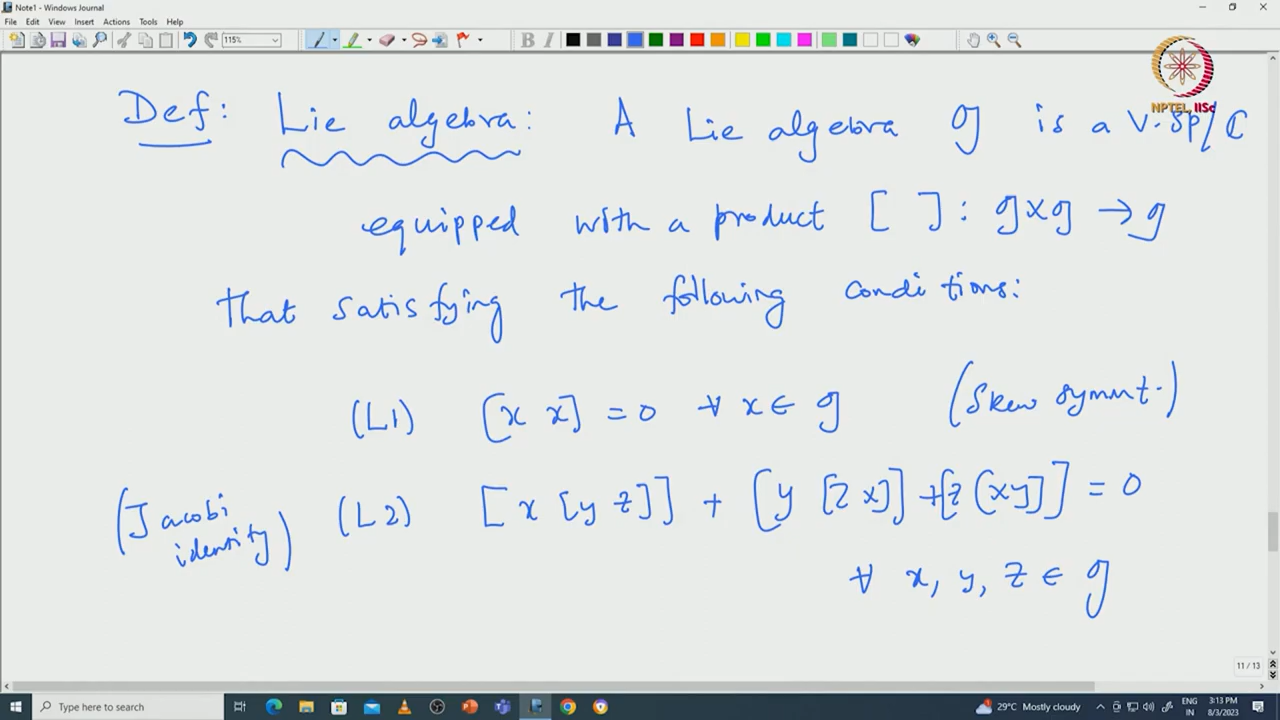 Note1 - Windows Journal
File Edit View Insert Actions Tools Help
115%
B I
NPTEL, IISc
Def: Lie algebra: A Lie algebra g is a V.Sp/ℂ
equipped with a product [ ] : g×g → g
that satisfying the following conditions:
(L1) [x x] = 0 ∀ x ∈ g (Skew symmt.)
(Jacobi identity) (L2) [x [y z]] + [y [z x]] + [z [xy]] = 0
∀ x, y, z ∈ g
11 / 13
Type here to search
29°C Mostly cloudy
ENG
IN
3:13 PM
8/3/2023